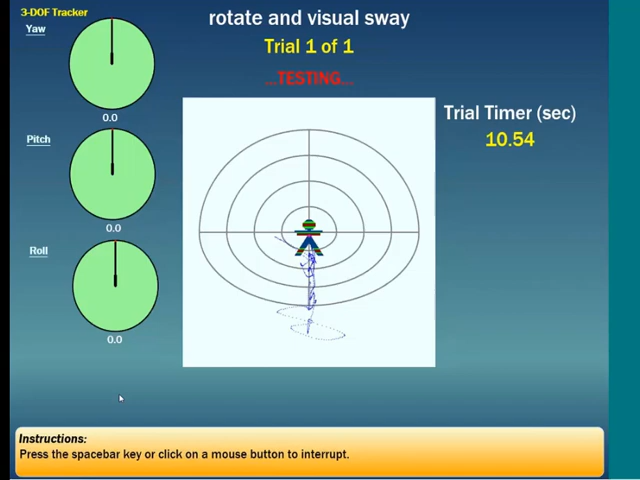 3-DOF Tracker
Yaw
0.0
Pitch
0.0
Roll
0.0
rotate and visual sway
Trial 1 of 1
...TESTING...
Trial Timer (sec)
10.54
Instructions:
Press the spacebar key or click on a mouse button to interrupt.